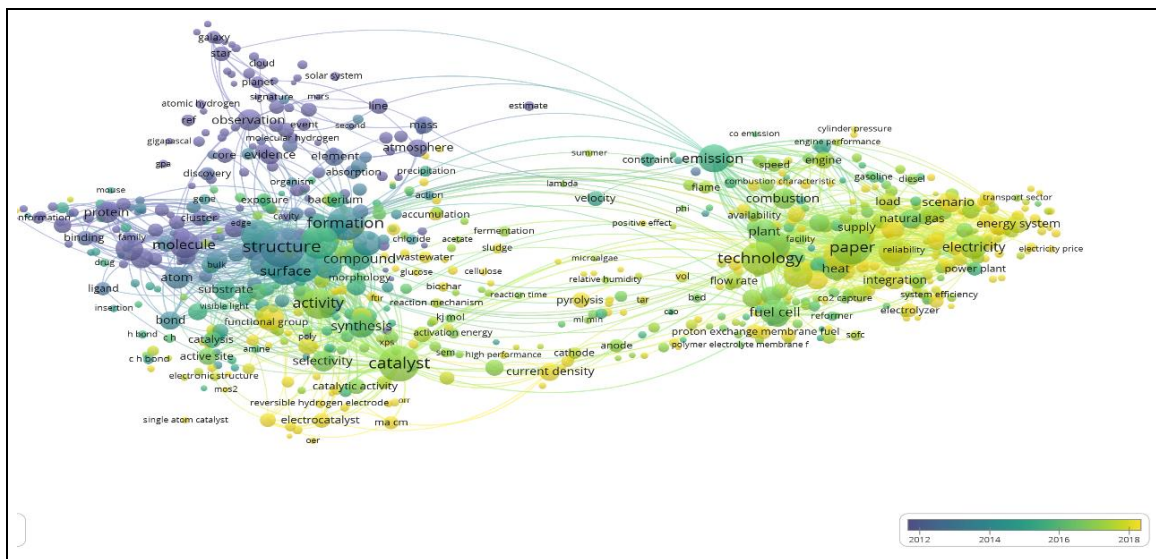 galaxy
star
cloud
solar system
planet
signature
mars
atomic hydrogen
line
estimate
ref
observation
event
second
mass
co emission
cylinder pressure
gigapascal
molecular hydrogen
engine performance
core
evidence
element
atmosphere
summer
constraint
emission
speed
engine
gpa
discovery
absorption
precipitation
gasoline
diesel
organism
lambda
flame
combustion characteristic
mouse
gene
exposure
bacterium
action
velocity
combustion
load
scenario
transport sector
nformation
protein
cluster
edge
cavity
formation
accumulation
phi
availability
natural gas
positive effect
plant
supply
energy system
binding
family
molecule
structure
chloride
acetate
fermentation
facility
paper
reliability
electricity
electricity price
sludge
compound
wastewater
microalgae
technology
drug
bulk
surface
heat
power plant
atom
morphology
glucose
cellulose
relative humidity
vol
flow rate
integration
ligand
substrate
biochar
reaction time
co2 capture
system efficiency
insertion
visible light
activity
ftir
reaction mechanism
pyrolysis
tar
bed
reformer
electrolyzer
bond
functional group
synthesis
kj mol
ml min
cao
fuel cell
h bond
c h
catalysis
poly
activation energy
proton exchange membrane fuel
sofc
amine
xps
anode
polymer electrolyte membrane f
c h bond
active site
selectivity
sem
high performance
cathode
catalyst
electronic structure
current density
mos2
catalytic activity
reversible hydrogen electrode
orr
single atom catalyst
electrocatalyst
ma cm
oer
2012
2014
2016
2018